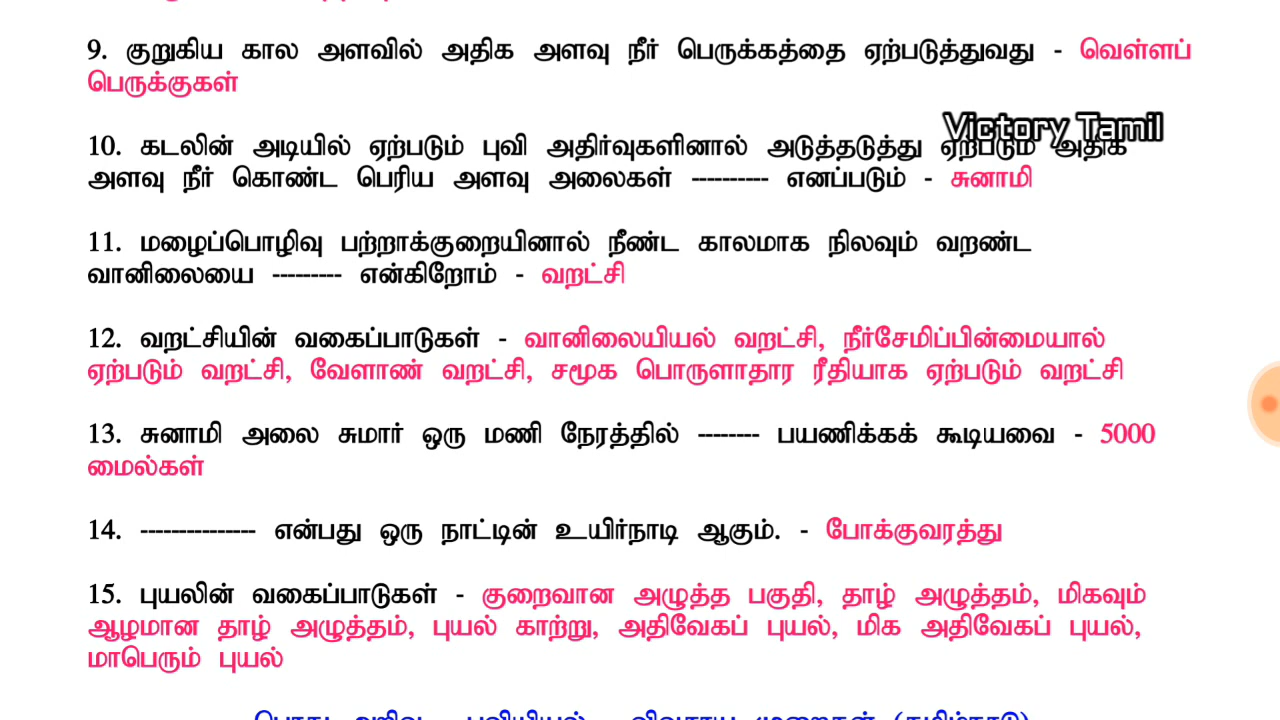 9. குறுகிய கால அளவில் அதிக அளவு நீர் பெருக்கத்தை ஏற்படுத்துவது - வெள்ளப்
பெருக்குகள்
Victory Tamil
10. கடலின் அடியில் ஏற்படும் புவி அதிர்வுகளினால் அடுத்தடுத்து ஏற்படும் அதிக
அளவு நீர் கொண்ட பெரிய அளவு அலைகள் ---------- எனப்படும் - சுனாமி
11. மழைப்பொழிவு பற்றாக்குறையினால் நீண்ட காலமாக நிலவும் வறண்ட
வானிலையை --------- என்கிறோம் - வறட்சி
12. வறட்சியின் வகைப்பாடுகள் - வானிலையியல் வறட்சி, நீர்சேமிப்பின்மையால்
ஏற்படும் வறட்சி, வேளாண் வறட்சி, சமூக பொருளாதார ரீதியாக ஏற்படும் வறட்சி
13. சுனாமி அலை சுமார் ஒரு மணி நேரத்தில் -------- பயணிக்கக் கூடியவை - 5000
மைல்கள்
14. --------------- என்பது ஒரு நாட்டின் உயிர்நாடி ஆகும். - போக்குவரத்து
15. புயலின் வகைப்பாடுகள் - குறைவான அழுத்த பகுதி, தாழ் அழுத்தம், மிகவும்
ஆழமான தாழ் அழுத்தம், புயல் காற்று, அதிவேகப் புயல், மிக அதிவேகப் புயல்,
மாபெரும் புயல்